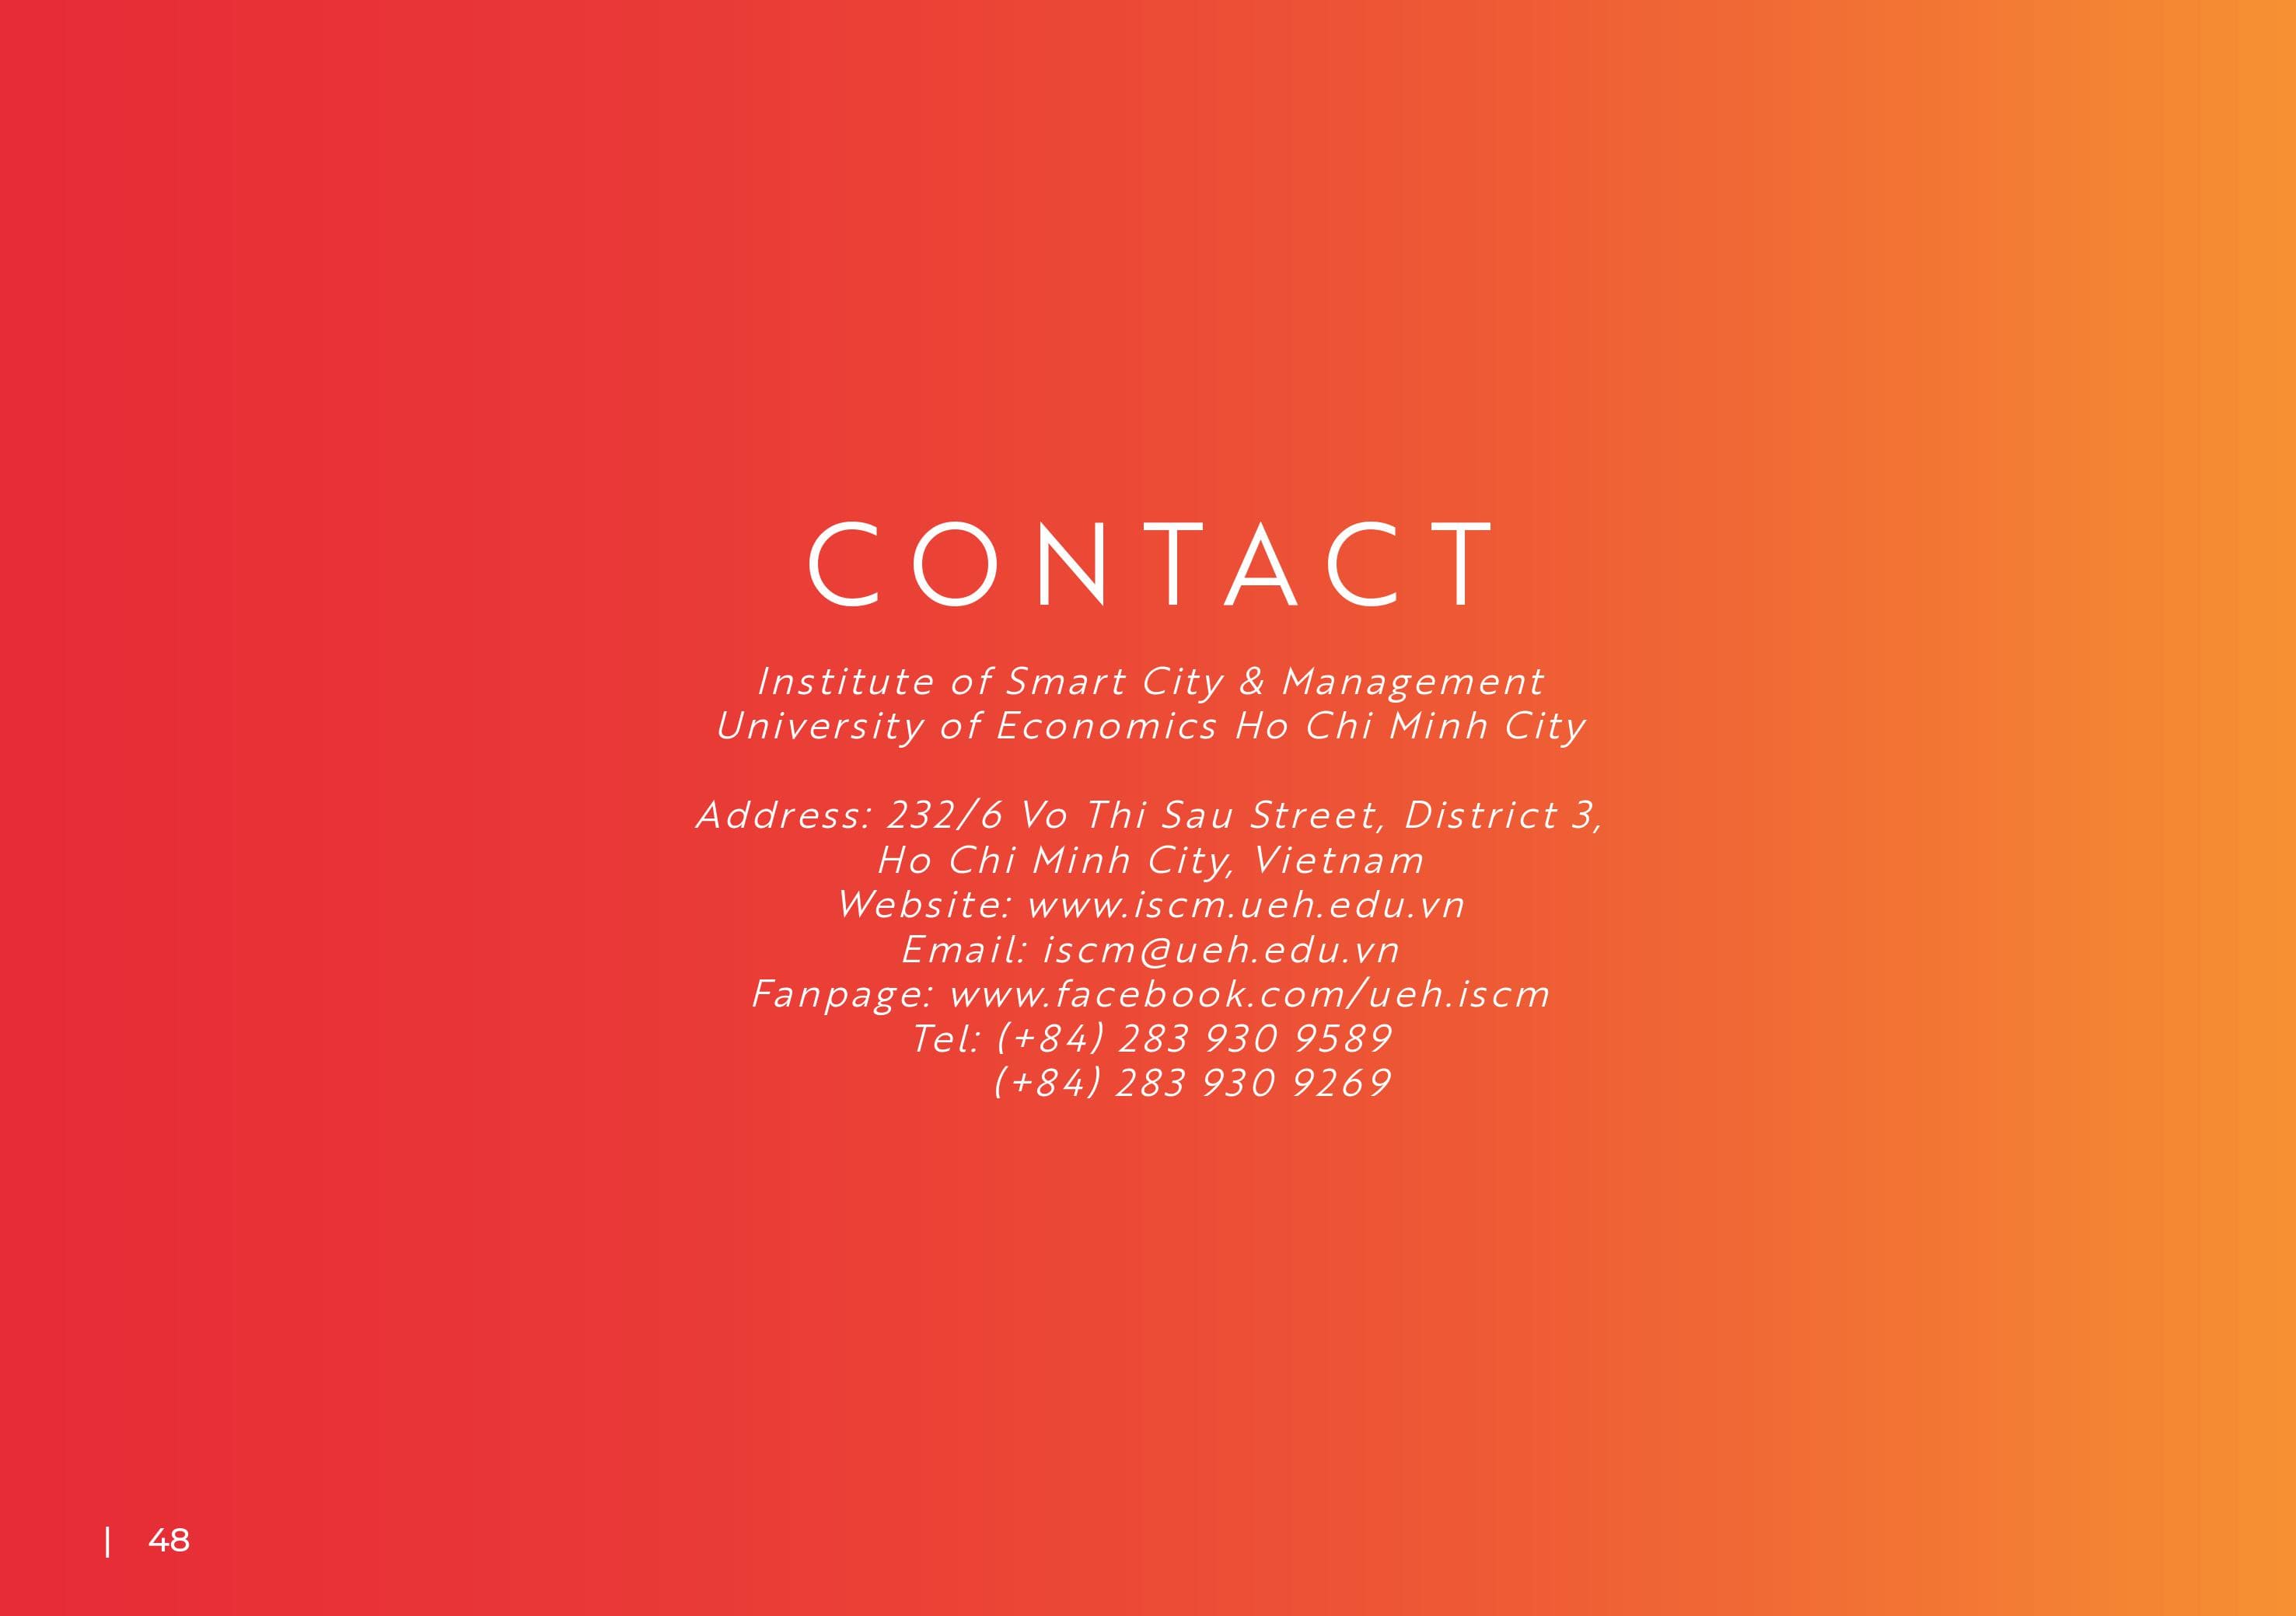 CONTACT
Institute of Smart City & Management
University of Economics Ho Chi Minh City
Address: 232/6 Vo Thi Sau Street, District 3,
Ho Chi Minh City, Vietnam
Website: www.iscm.ueh.edu.vn
Email: iscm@ueh.edu.vn
Fanpage: www.facebook.com/ueh.iscm
Tel: (+84) 283 930 9589
(+84) 283 930 9269
| 48